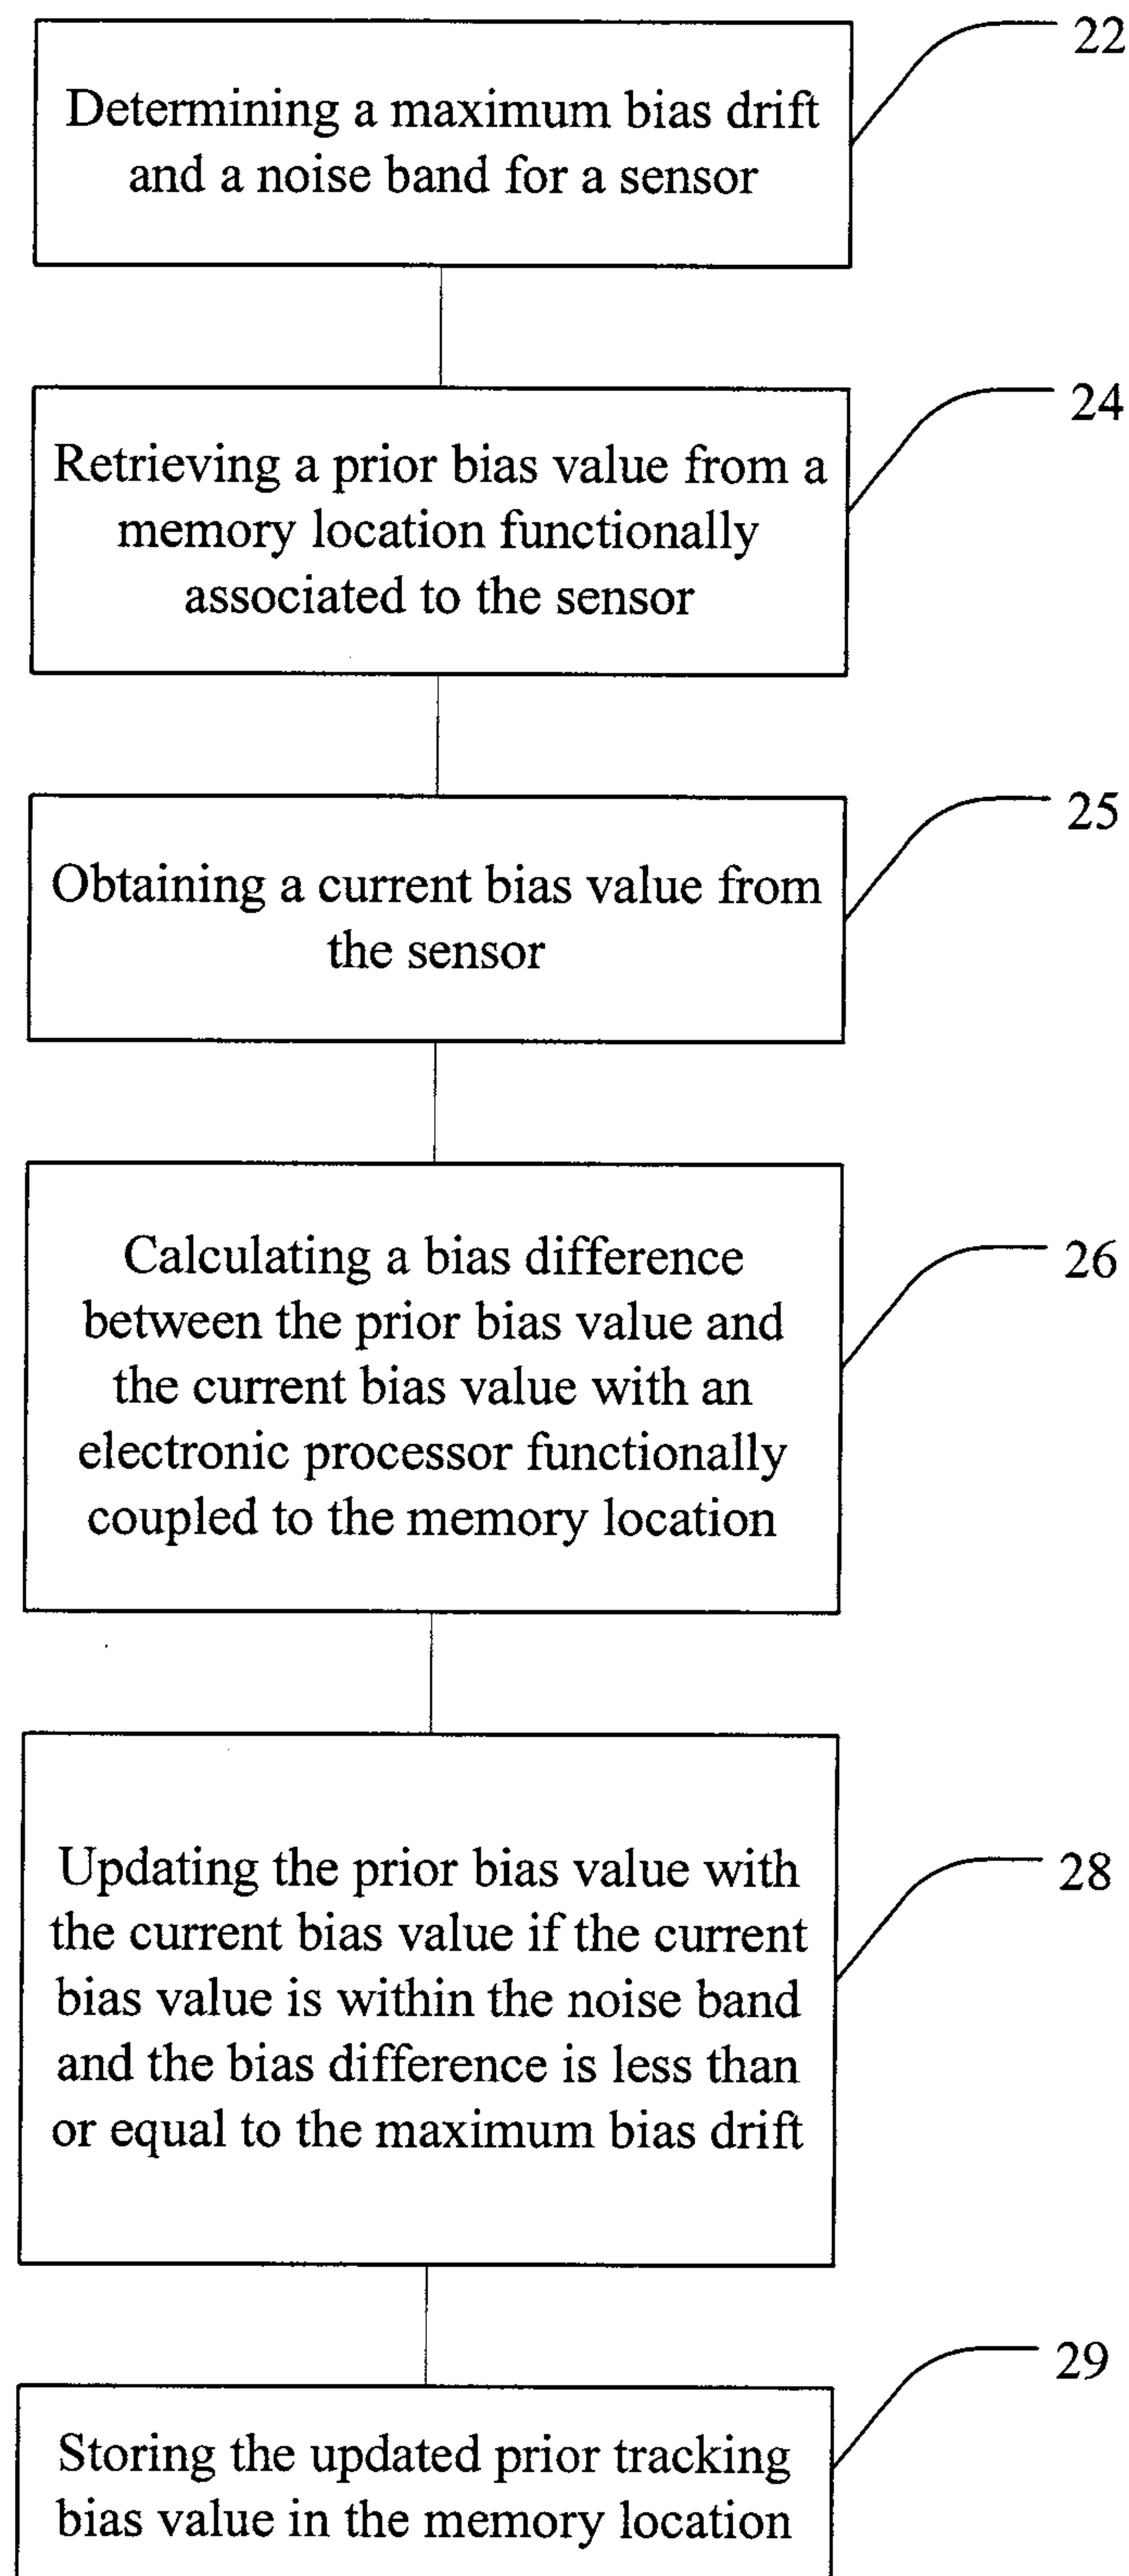 22
Determining a maximum bias drift
and a noise band for a sensor
24
Retrieving a prior bias value from a
memory location functionally
associated to the sensor
25
Obtaining a current bias value from
the sensor
26
Calculating a bias difference
between the prior bias value and
the current bias value with an
electronic processor functionally
coupled to the memory location
28
Updating the prior bias value with
the current bias value if the current
bias value is within the noise band
and the bias difference is less than
or equal to the maximum bias drift
29
Storing the updated prior tracking
bias value in the memory location